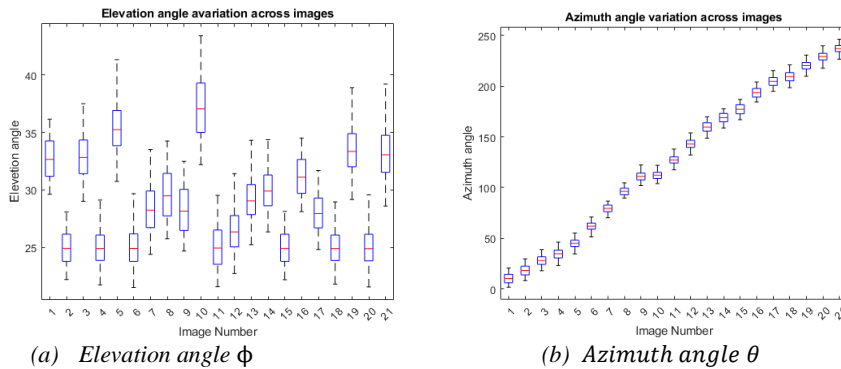 Elevation angle avariation across images
40
35
30
25
Elevetion angle
1 2 3 4 5 6 7 8 9 10 11 12 13 14 15 16 17 18 19 20 21
Image Number
(a) Elevation angle ϕ
Azimuth angle variation across images
250
200
150
100
50
0
Azimuth angle
1 2 3 4 5 6 7 8 9 10 11 12 13 14 15 16 17 18 19 20
Image Number
(b) Azimuth angle θ